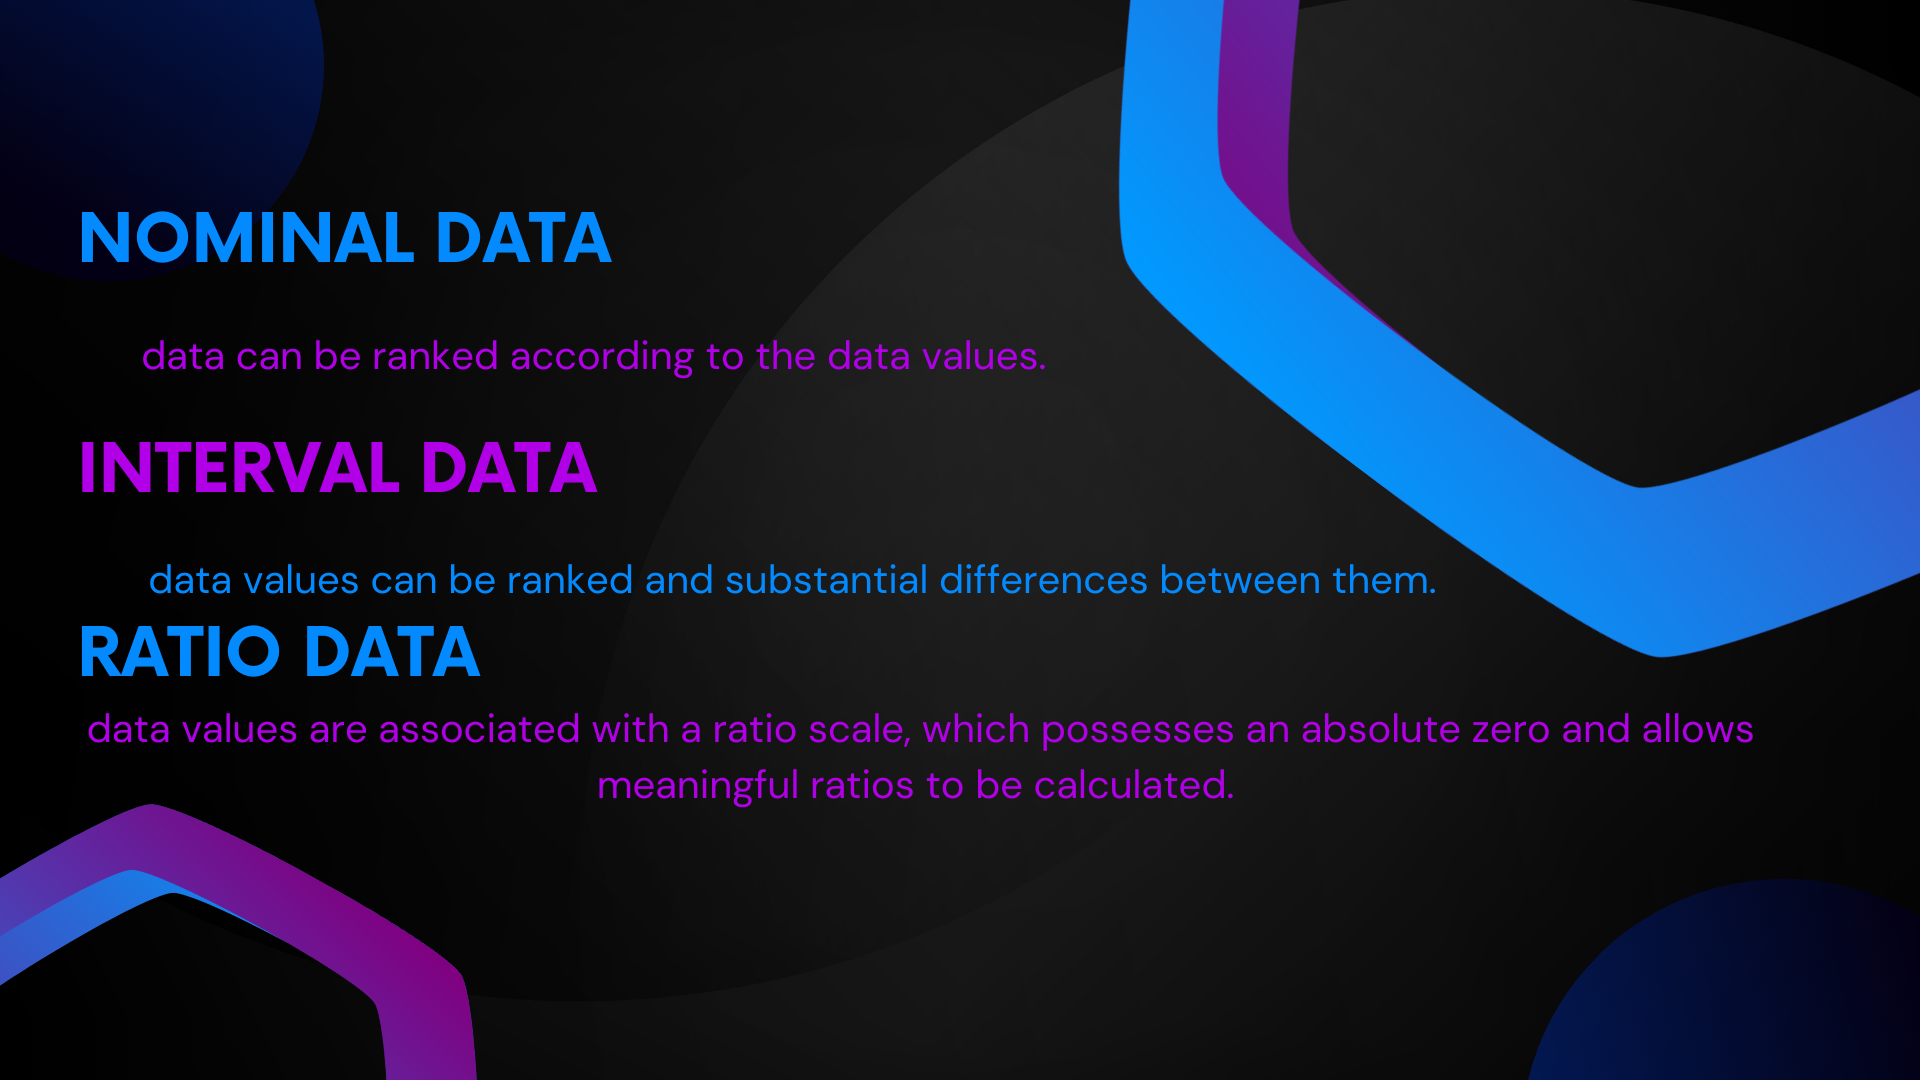 NOMINAL DATA
data can be ranked according to the data values.
INTERVAL DATA
data values can be ranked and substantial differences between them.
RATIO DATA
data values are associated with a ratio scale, which possesses an absolute zero and allows
meaningful ratios to be calculated.